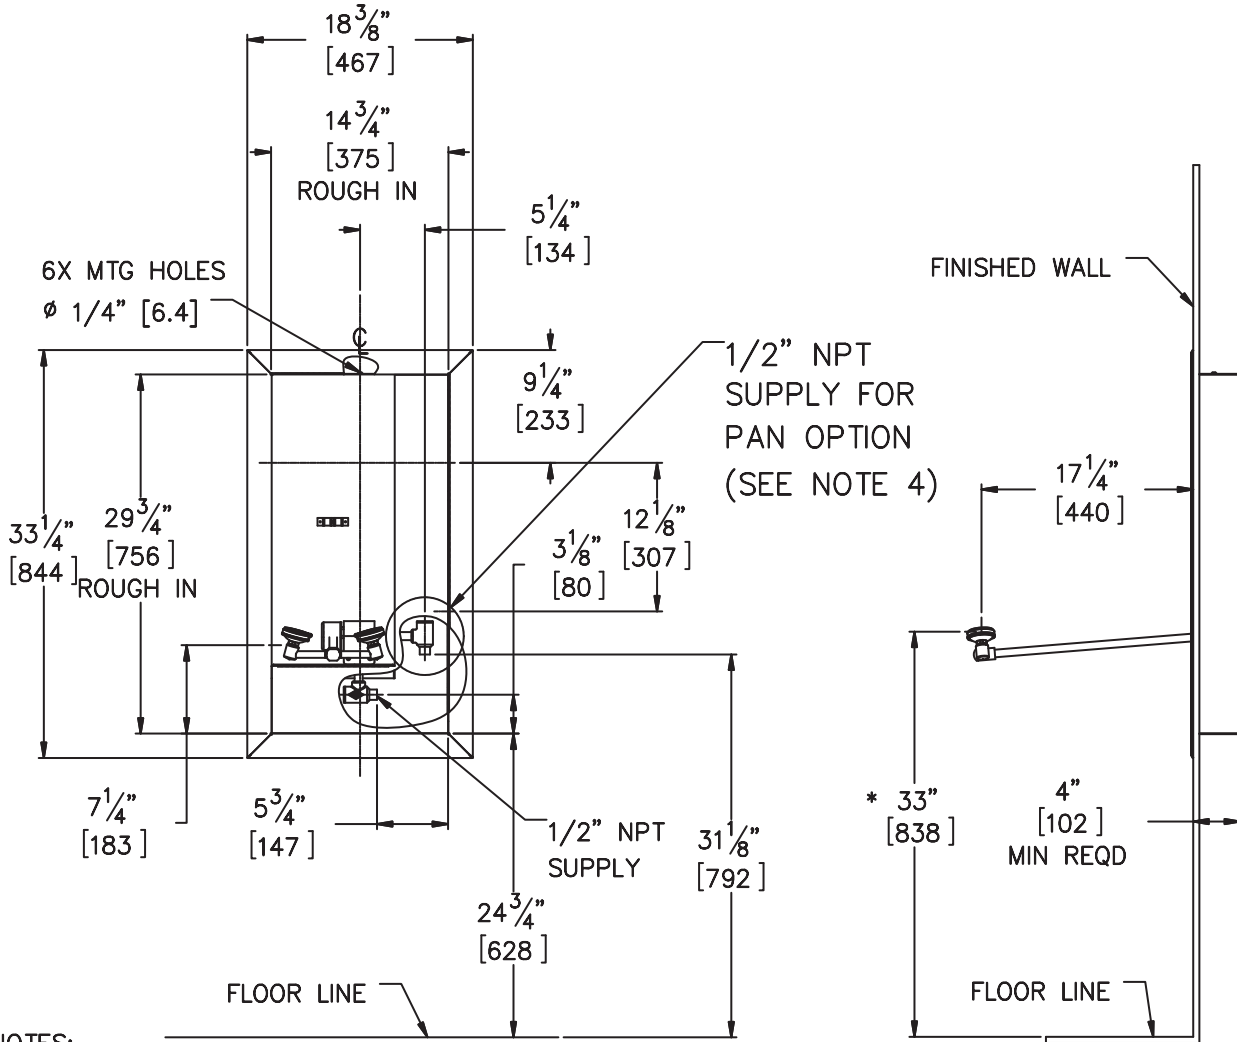 18 3/8"
[467]
14 3/4"
[375]
ROUGH IN
5 1/4"
[134]
6X MTG HOLES
ø 1/4" [6.4]
FINISHED WALL
CL
1/2" NPT
SUPPLY FOR
PAN OPTION
(SEE NOTE 4)
9 1/4"
[233]
17 1/4"
[440]
33 1/4"
[844]
29 3/4"
[756]
ROUGH IN
12 1/8"
[307]
3 1/8"
[80]
7 1/4"
[183]
5 3/4"
[147]
1/2" NPT
SUPPLY
31 1/8"
[792]
* 33"
[838]
4"
[102]
MIN REQD
24 3/4"
[628]
FLOOR LINE
FLOOR LINE